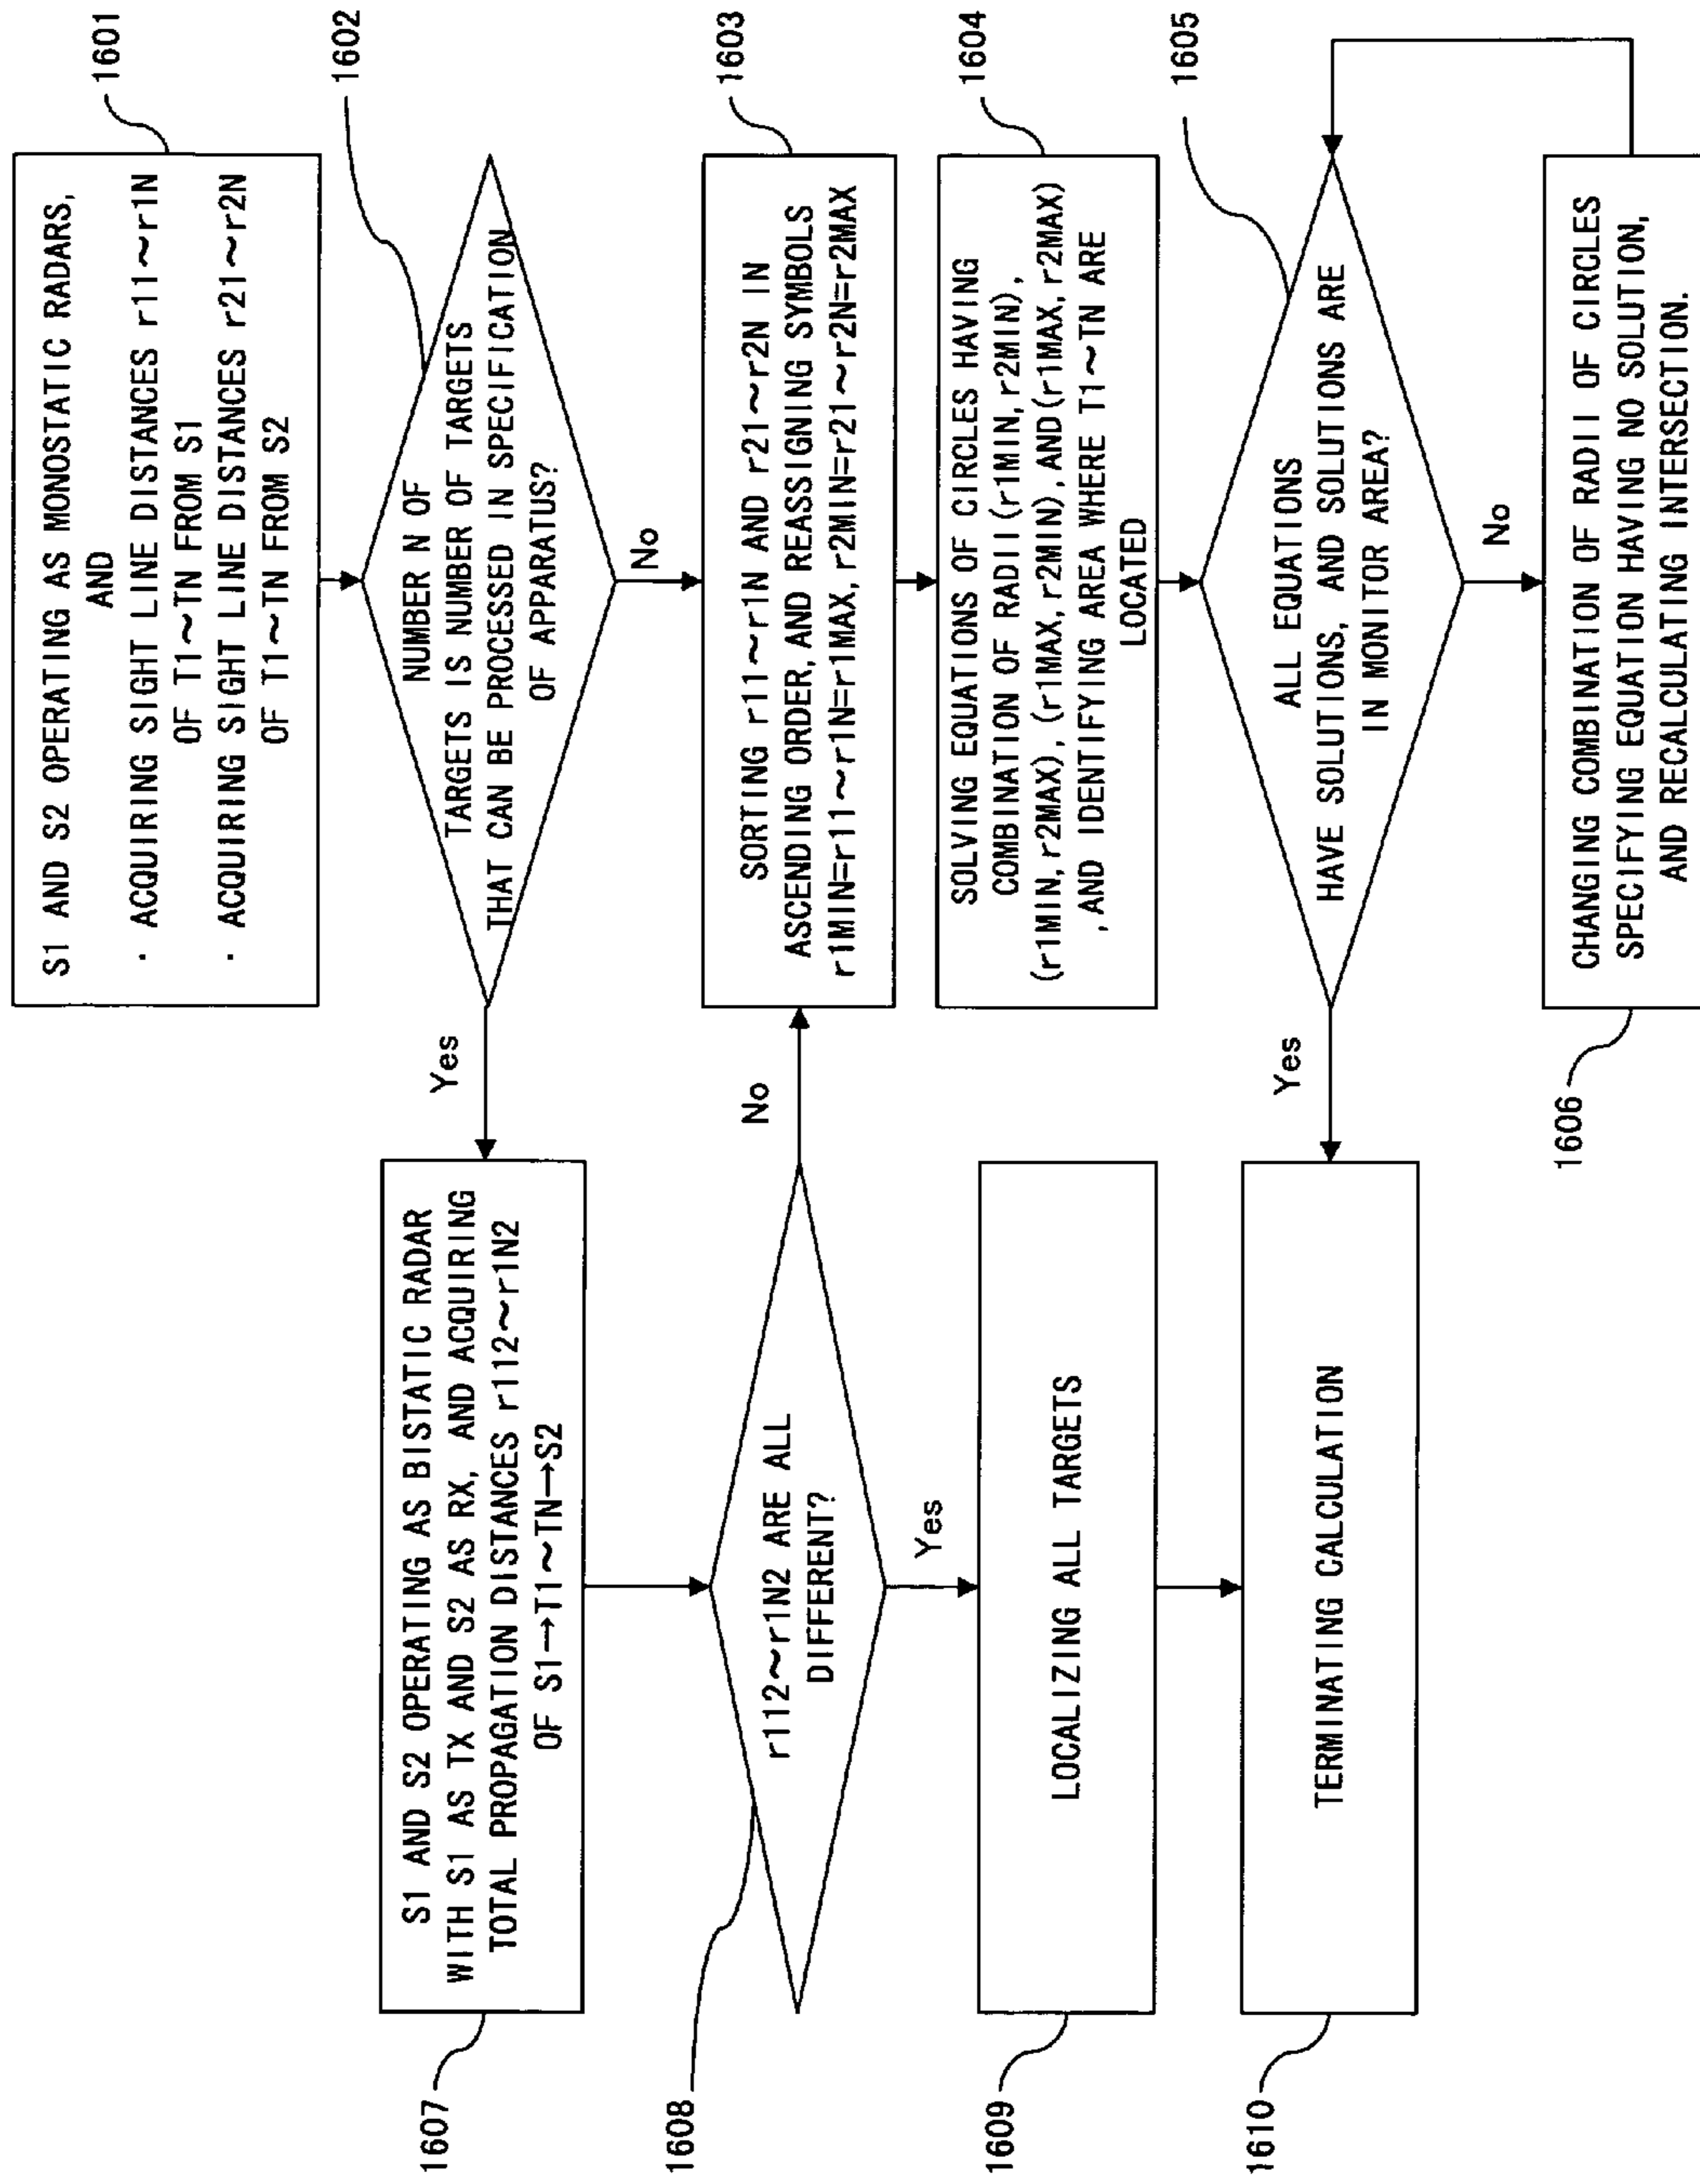 1601
S1 AND S2 OPERATING AS MONOSTATIC RADARS,
AND
· ACQUIRING SIGHT LINE DISTANCES r11~r1N
OF T1~TN FROM S1
· ACQUIRING SIGHT LINE DISTANCES r21~r2N
OF T1~TN FROM S2
1602
NUMBER N OF
TARGETS IS NUMBER OF TARGETS
THAT CAN BE PROCESSED IN SPECIFICATION
OF APPARATUS?
Yes
No
1603
SORTING r11~r1N AND r21~r2N IN
ASCENDING ORDER, AND REASSIGNING SYMBOLS
r1MIN=r11~r1N=r1MAX, r2MIN=r21~r2N=r2MAX
1604
SOLVING EQUATIONS OF CIRCLES HAVING
COMBINATION OF RADII (r1MIN, r2MIN),
(r1MIN, r2MAX), (r1MAX, r2MIN), AND (r1MAX, r2MAX)
, AND IDENTIFYING AREA WHERE T1~TN ARE
LOCATED
1605
ALL EQUATIONS
HAVE SOLUTIONS, AND SOLUTIONS ARE
IN MONITOR AREA?
Yes
No
1606
CHANGING COMBINATION OF RADII OF CIRCLES
SPECIFYING EQUATION HAVING NO SOLUTION,
AND RECALCULATING INTERSECTION.
1607
S1 AND S2 OPERATING AS BISTATIC RADAR
WITH S1 AS TX AND S2 AS RX, AND ACQUIRING
TOTAL PROPAGATION DISTANCES r112~r1N2
OF S1→T1~TN→S2
1608
r112~r1N2 ARE ALL
DIFFERENT?
No
Yes
1609
LOCALIZING ALL TARGETS
1610
TERMINATING CALCULATION